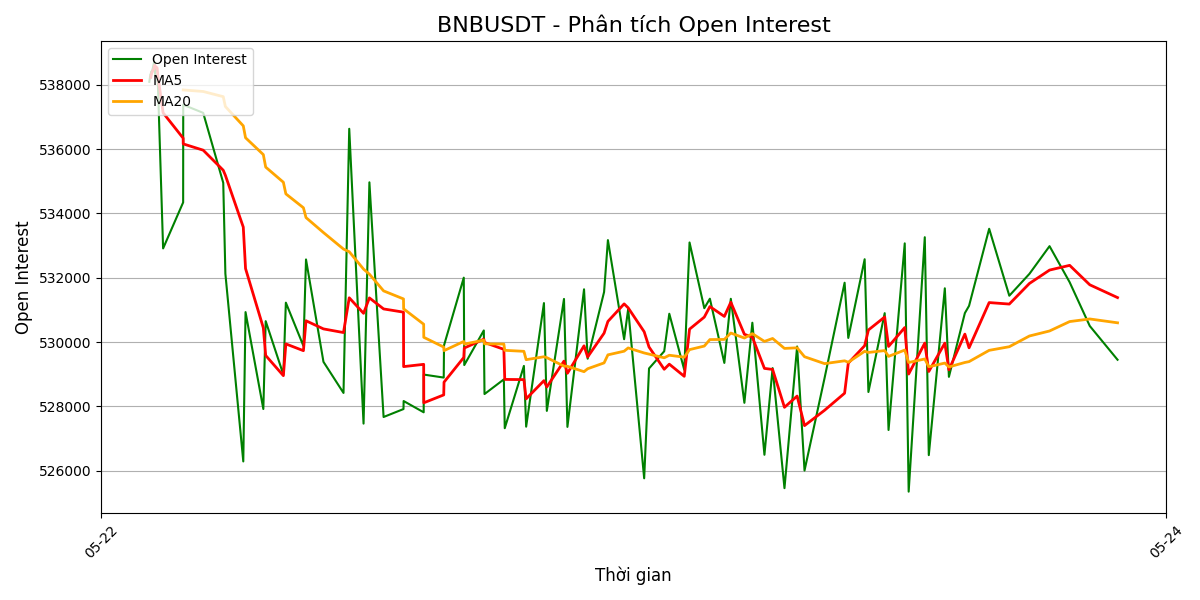 BNBUSDT - Phân tích Open Interest
Open Interest
MA5
MA20
538000
536000
534000
532000
530000
528000
526000
Open Interest
05-22
05-24
Thời gian